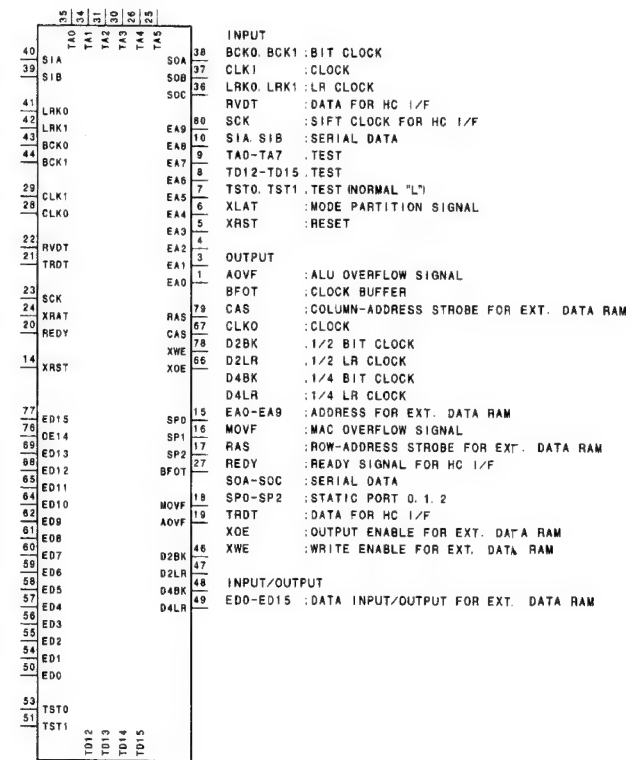 35 34 31 30 26 25
TA0 TA1 TA2 TA3 TA4 TA5
40 SIA
39 SIB
41 LRK0
42 LRK1
43 BCK0
44 BCK1
29 CLK1
28 CLK0
22 RVDT
21 TRDT
23 SCK
24 XRAT
20 REDY
14 XRST
77 ED15
76 OE14
69 ED13
68 ED12
65 ED11
64 ED10
62 ED9
61 ED8
60 ED7
59 ED6
58 ED5
57 ED4
56 ED3
55 ED2
54 ED1
50 ED0
53 TST0
51 TST1
TD12 TD13 TD14 TD15
SOA 38
SOB 37
SOC 36
EA9 80
EA8 10
EA7 9
EA6 8
EA5 7
EA4 6
EA3 5
EA2 4
EA1 3
EA0 1
RAS 79
CAS 67
XWE 78
XOE 66
SP0 15
SP1 16
SP2 17
BFOT 27
MOVF 18
AOVF 19
D2BK 46
D2LR 47
D4BK 48
D4LR 49
INPUT
BCK0. BCK1 : BIT CLOCK
CLKI : CLOCK
LRK0. LRK1 : LR CLOCK
RVDT : DATA FOR HC I/F
SCK : SIFT CLOCK FOR HC I/F
SIA. SIB : SERIAL DATA
TA0-TA7 . TEST
TD12-TD15 . TEST
TST0. TST1 . TEST (NORMAL "L")
XLAT : MODE PARTITION SIGNAL
XRST : RESET
OUTPUT
AOVF : ALU OVERFLOW SIGNAL
BFOT : CLOCK BUFFER
CAS : COLUMN-ADDRESS STROBE FOR EXT. DATA RAM
CLKO : CLOCK
D2BK . 1/2 BIT CLOCK
D2LR . 1/2 LR CLOCK
D4BK : 1/4 BIT CLOCK
D4LR : 1/4 LR CLOCK
EA0-EA9 : ADDRESS FOR EXT. DATA RAM
MOVF : MAC OVERFLOW SIGNAL
RAS : ROW-ADDRESS STROBE FOR EXT. DATA RAM
REDY : READY SIGNAL FOR HC I/F
SOA-SOC : SERIAL DATA
SP0-SP2 : STATIC PORT 0. 1. 2
TRDT : DATA FOR HC I/F
XOE : OUTPUT ENABLE FOR EXT. DATA RAM
XWE : WRITE ENABLE FOR EXT. DATA RAM
INPUT/OUTPUT
ED0-ED15 : DATA INPUT/OUTPUT FOR EXT. DATA RAM